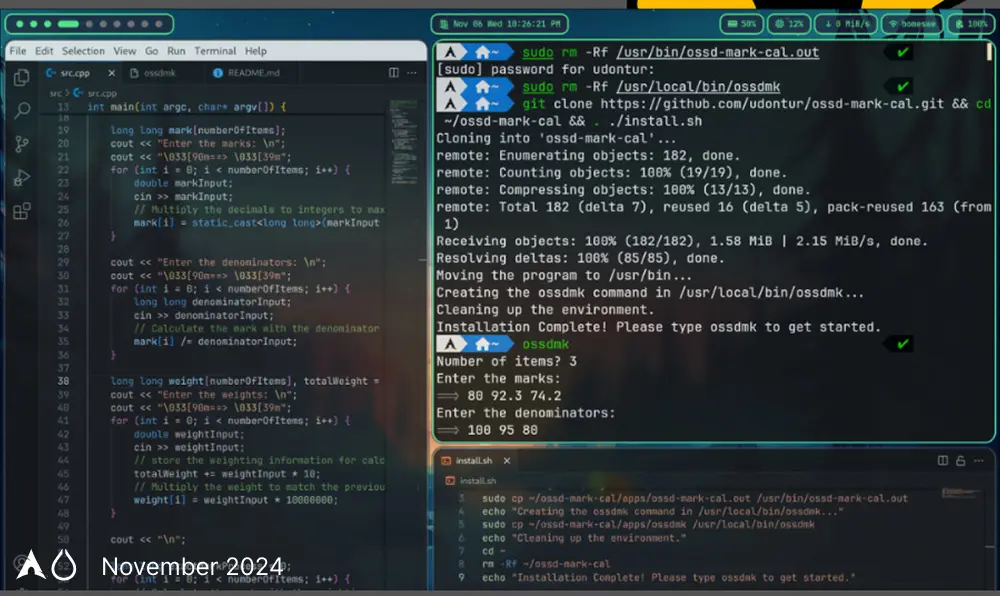 Nov 06 Wed 10:26:21 PM
50%
12%
↓ 0 MiB/s
100%
File Edit Selection View Go Run Terminal Help
src.cpp
ossdmk
README.md
src > src.cpp
13 int main(int argc, char* argv[]) {
18
19 long long mark[numberOfItems];
20 cout << "Enter the marks: \n";
21 cout << "\033[90m==> \033[39m";
22 for (int i = 0; i < numberOfItems; i++) {
23 double markInput;
24 cin >> markInput;
25 // Multiply the decimals to integers to max
26 mark[i] = static_cast<long long>(markInput
27 }
28
29 cout << "Enter the denominators: \n";
30 cout << "\033[90m==> \033[39m";
31 for (int i = 0; i < numberOfItems; i++) {
32 long long denominatorInput;
33 cin >> denominatorInput;
34 // Calculate the mark with the denominator
35 mark[i] /= denominatorInput;
36 }
37
38 long long weight[numberOfItems], totalWeight =
39 cout << "Enter the weights: \n";
40 cout << "\033[90m==> \033[39m";
41 for (int i = 0; i < numberOfItems; i++) {
42 double weightInput;
43 cin >> weightInput;
44 // store the weighting information for calc
45 totalWeight += weightInput * 10;
46 // Multiply the weight to match the previou
47 weight[i] = weightInput * 10000000;
48 }
49
50 cout << "\n";
for (int i = 0; i < numberOfItems; i++) {
~ sudo rm -Rf /usr/bin/ossd-mark-cal.out
[sudo] password for udontur:
~ sudo rm -Rf /usr/local/bin/ossdmk
~ git clone https://github.com/udontur/ossd-mark-cal.git && cd
~/ossd-mark-cal && . ./install.sh
Cloning into 'ossd-mark-cal'...
remote: Enumerating objects: 182, done.
remote: Counting objects: 100% (19/19), done.
remote: Compressing objects: 100% (13/13), done.
remote: Total 182 (delta 7), reused 16 (delta 5), pack-reused 163 (from
1)
Receiving objects: 100% (182/182), 1.58 MiB | 2.15 MiB/s, done.
Resolving deltas: 100% (85/85), done.
Moving the program to /usr/bin...
Creating the ossdmk command in /usr/local/bin/ossdmk...
Cleaning up the environment.
Installation Complete! Please type ossdmk to get started.
~ ossdmk
Number of items? 3
Enter the marks:
==> 80 92.3 74.2
Enter the denominators:
==> 100 95 80
install.sh
install.sh
3 sudo cp ~/ossd-mark-cal/apps/ossd-mark-cal.out /usr/bin/ossd-mark-cal.out
4 echo "Creating the ossdmk command in /usr/local/bin/ossdmk..."
5 sudo cp ~/ossd-mark-cal/apps/ossdmk /usr/local/bin/ossdmk
6 echo "Cleaning up the environment."
7 cd ~
8 rm -Rf ~/ossd-mark-cal
9 echo "Installation Complete! Please type ossdmk to get started."
November 2024